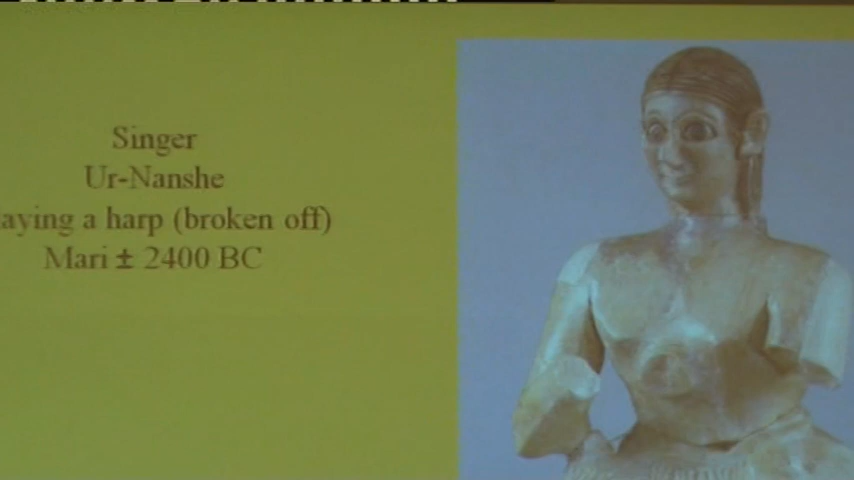 Singer
Ur-Nanshe
aying a harp (broken off)
Mari ± 2400 BC